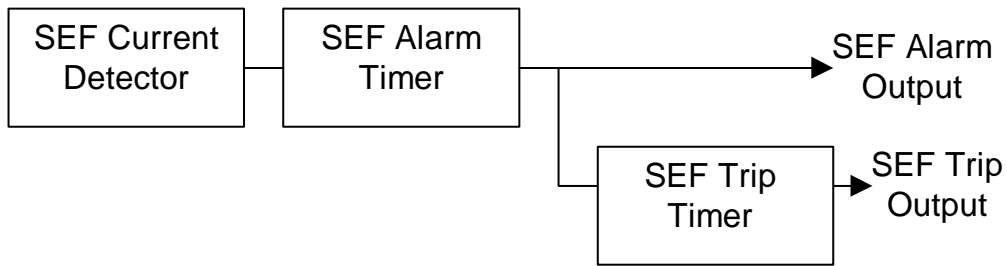 SEF Current
Detector
SEF Alarm
Timer
SEF Alarm
Output
SEF Trip
Timer
SEF Trip
Output